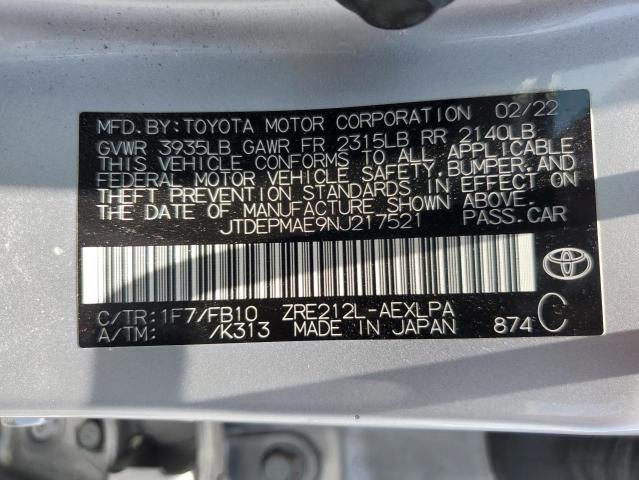 MFD.BY:TOYOTA MOTOR CORPORATION 02/22
GVWR 3935LB GAWR FR 2315LB RR 2140LB
THIS VEHICLE CONFORMS TO ALL APPLICABLE
FEDERAL MOTOR VEHICLE SAFETY,BUMPER,AND
THEFT PREVENTION STANDARDS IN EFFECT ON
THE DATE OF MANUFACTURE SHOWN ABOVE.
JTDEPMAE9NJ217521 PASS.CAR
C/TR:1F7/FB10 ZRE212L-AEXLPA
A/TM: /K313 MADE IN JAPAN 874 C